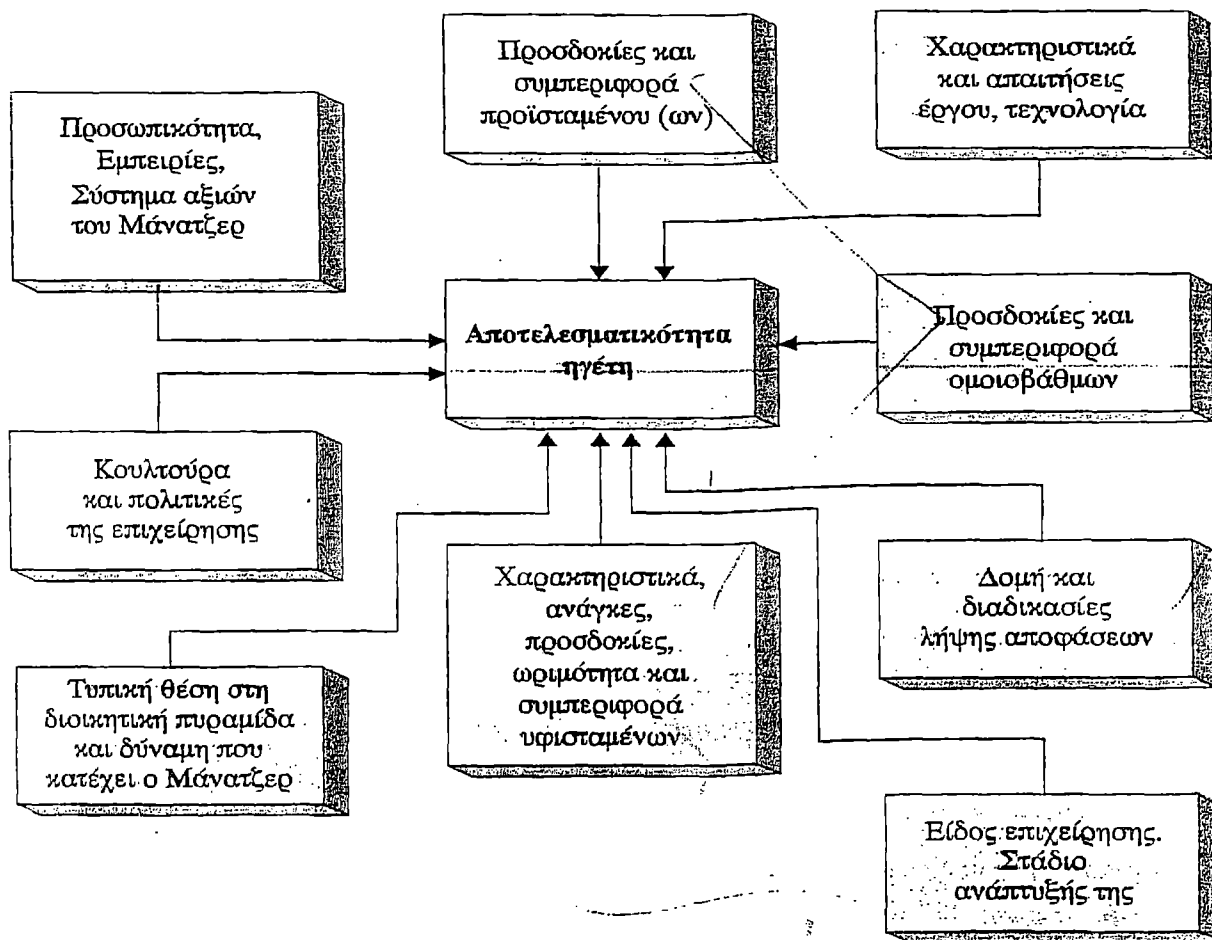 Προσωπικότητα,
Εμπειρίες,
Σύστημα αξιών
του Μάνατζερ
Προσδοκίες και
συμπεριφορά
προϊσταμένου (ων)
Χαρακτηριστικά
και απαιτήσεις
έργου, τεχνολογία
Αποτελεσματικότητα
ηγέτη
Προσδοκίες και
συμπεριφορά
ομοιοβάθμων
Κουλτούρα
και πολιτικές
της επιχείρησης
Τυπική θέση στη
διοικητική πυραμίδα
και δύναμη που
κατέχει ο Μάνατζερ
Χαρακτηριστικά,
ανάγκες,
προσδοκίες,
ωριμότητα και
συμπεριφορά
υφισταμένων
Δομή και
διαδικασίες
λήψης αποφάσεων
Είδος επιχείρησης.
Στάδιο
ανάπτυξής της